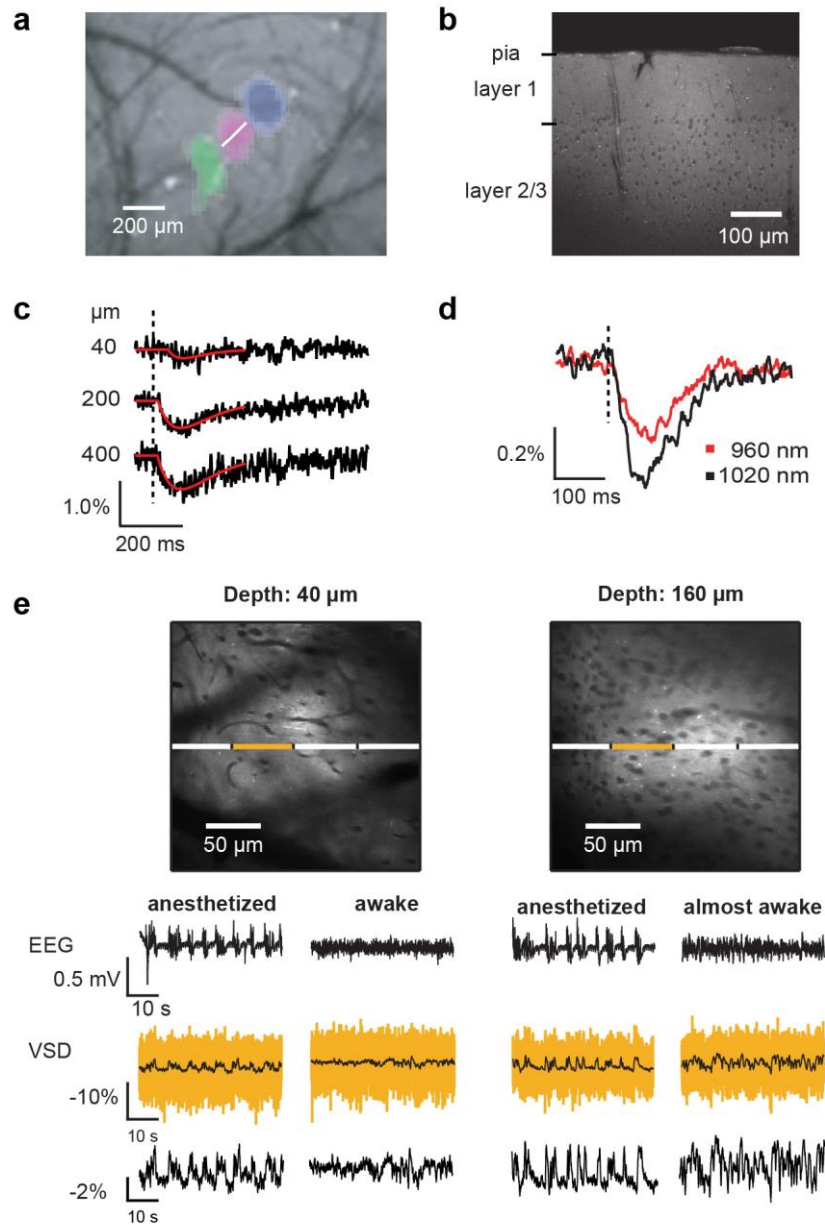 a
200 µm
b
pia
layer 1
layer 2/3
100 µm
c
µm
40
200
400
1.0%
200 ms
d
0.2%
100 ms
960 nm
1020 nm
e
Depth: 40 µm
Depth: 160 µm
50 µm
50 µm
anesthetized
awake
anesthetized
almost awake
EEG
0.5 mV
10 s
VSD
-10%
10 s
-2%
10 s